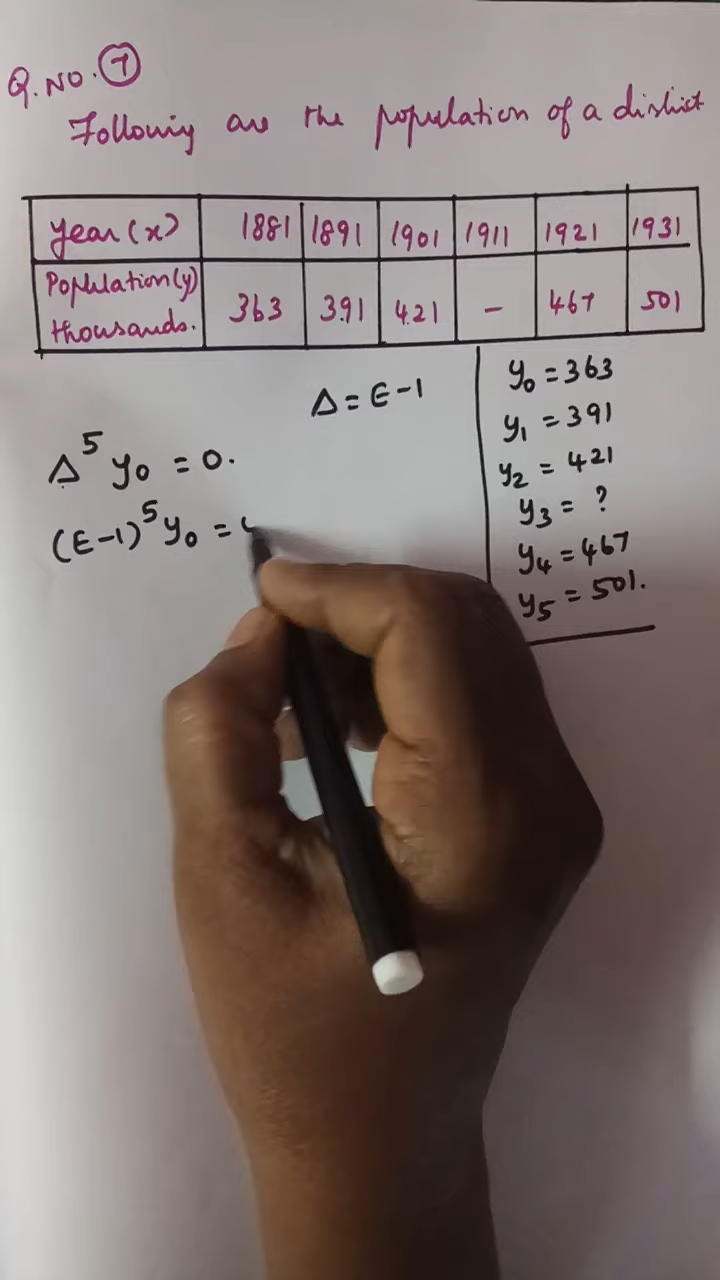 Q.NO. 7
Following are the population of a district
Year (x) 1881 1891 1901 1911 1921 1931
Population (y) thousands. 363 391 421 – 467 501
Δ = E-1
Δ⁵ y₀ = 0.
(E-1)⁵ y₀ =
y₀ = 363
y₁ = 391
y₂ = 421
y₃ = ?
y₄ = 467
y₅ = 501.